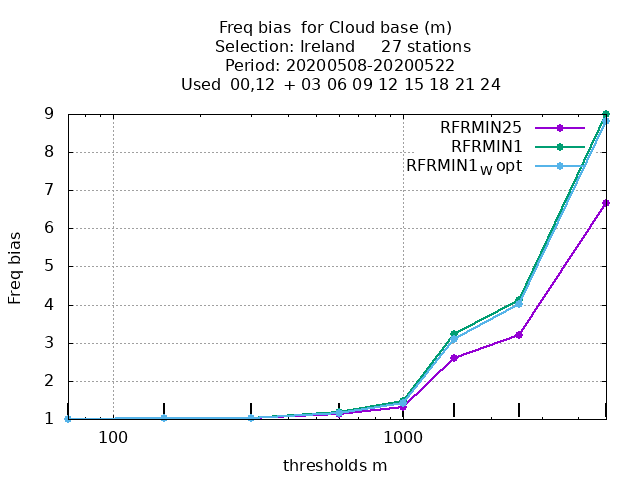 Freq bias  for Cloud base (m)
Selection: Ireland     27 stations
Period: 20200508-20200522
Used  00,12  + 03 06 09 12 15 18 21 24
RFRMIN25
RFRMIN1
RFRMIN1W opt
9
8
7
6
5
4
3
2
1
Freq bias
100
1000
thresholds m